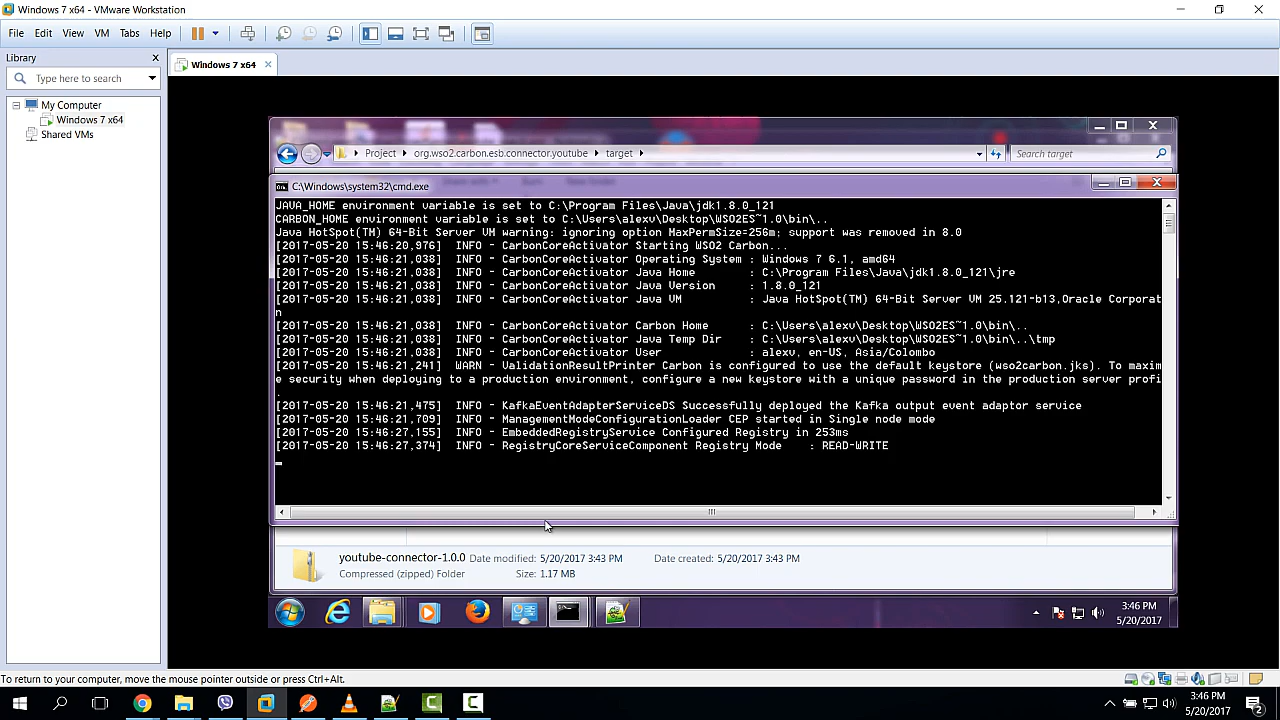 Windows 7 x64 - VMware Workstation
File Edit View VM Tabs Help
Library
Windows 7 x64
Type here to search
My Computer
Windows 7 x64
Shared VMs
Project org.wso2.carbon.esb.connector.youtube target
Search target
C:\Windows\system32\cmd.exe
JAVA_HOME environment variable is set to C:\Program Files\Java\jdk1.8.0_121
CARBON_HOME environment variable is set to C:\Users\alexv\Desktop\WSO2ES~1.0\bin\..
Java HotSpot(TM) 64-Bit Server VM warning: ignoring option MaxPermSize=256m; support was removed in 8.0
[2017-05-20 15:46:20,976]  INFO - CarbonCoreActivator Starting WSO2 Carbon...
[2017-05-20 15:46:21,038]  INFO - CarbonCoreActivator Operating System : Windows 7 6.1, amd64
[2017-05-20 15:46:21,038]  INFO - CarbonCoreActivator Java Home        : C:\Program Files\Java\jdk1.8.0_121\jre
[2017-05-20 15:46:21,038]  INFO - CarbonCoreActivator Java Version     : 1.8.0_121
[2017-05-20 15:46:21,038]  INFO - CarbonCoreActivator Java VM          : Java HotSpot(TM) 64-Bit Server VM 25.121-b13,Oracle Corporat
n
[2017-05-20 15:46:21,038]  INFO - CarbonCoreActivator Carbon Home      : C:\Users\alexv\Desktop\WSO2ES~1.0\bin\..
[2017-05-20 15:46:21,038]  INFO - CarbonCoreActivator Java Temp Dir    : C:\Users\alexv\Desktop\WSO2ES~1.0\bin\..\tmp
[2017-05-20 15:46:21,038]  INFO - CarbonCoreActivator User             : alexv, en-US, Asia/Colombo
[2017-05-20 15:46:21,241]  WARN - ValidationResultPrinter Carbon is configured to use the default keystore (wso2carbon.jks). To maxim
e security when deploying to a production environment, configure a new keystore with a unique password in the production server profi
.
[2017-05-20 15:46:21,475]  INFO - KafkaEventAdapterServiceDS Successfully deployed the Kafka output event adaptor service
[2017-05-20 15:46:21,709]  INFO - ManagementModeConfigurationLoader CEP started in Single node mode
[2017-05-20 15:46:27,155]  INFO - EmbeddedRegistryService Configured Registry in 253ms
[2017-05-20 15:46:27,374]  INFO - RegistryCoreServiceComponent Registry Mode    : READ-WRITE
youtube-connector-1.0.0 Date modified: 5/20/2017 3:43 PM Date created: 5/20/2017 3:43 PM
Compressed (zipped) Folder Size: 1.17 MB
3:46 PM
5/20/2017
To return to your computer, move the mouse pointer outside or press Ctrl+Alt.
3:46 PM
5/20/2017
2